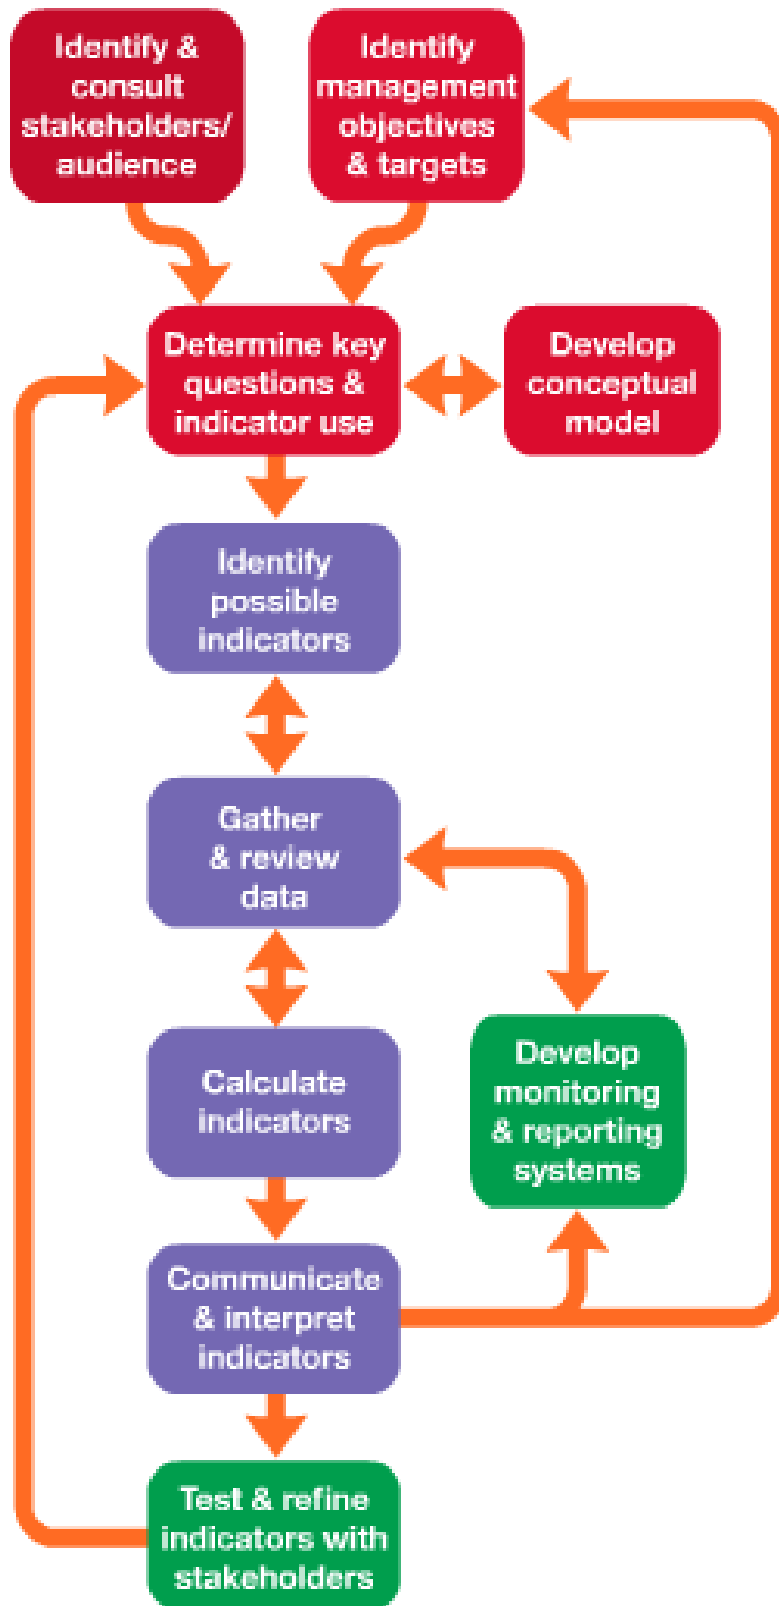 Identify &
consult
stakeholders/
audience
Identify
management
objectives
& targets
Determine key
questions &
indicator use
Develop
conceptual
model
Identify
possible
indicators
Gather
& review
data
Calculate
indicators
Develop
monitoring
& reporting
systems
Communicate
& interpret
indicators
Test & refine
indicators with
stakeholders